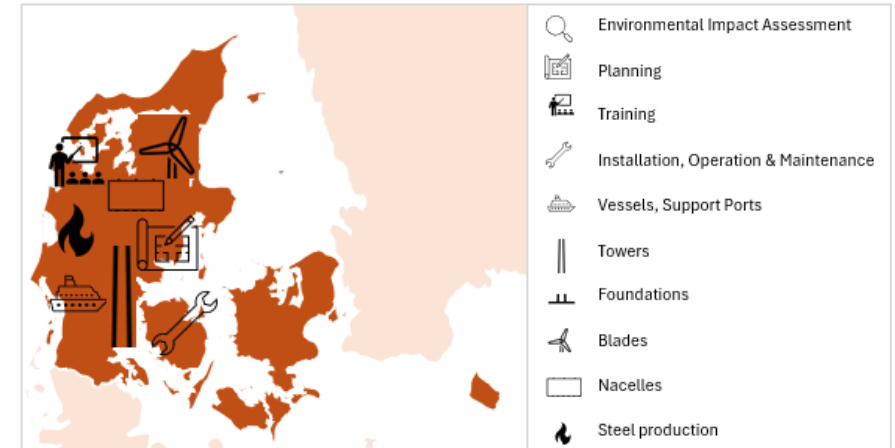 Environmental Impact Assessment
Planning
Training
Installation, Operation & Maintenance
Vessels, Support Ports
Towers
Foundations
Blades
Nacelles
Steel production